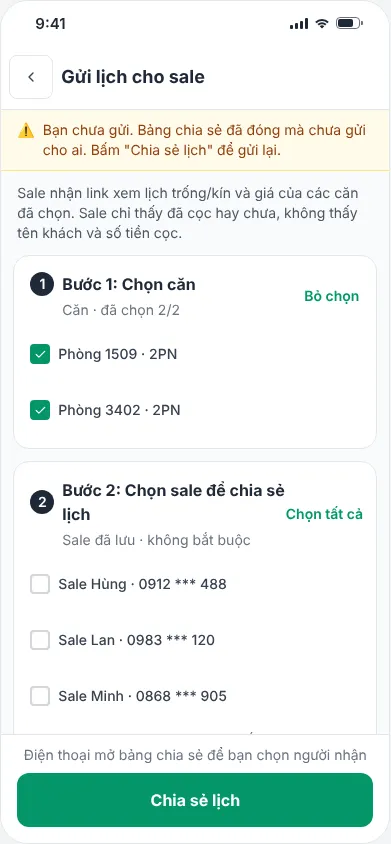 9:41
Gửi lịch cho sale
⚠️ Bạn chưa gửi. Bảng chia sẻ đã đóng mà chưa gửi
cho ai. Bấm "Chia sẻ lịch" để gửi lại.
Sale nhận link xem lịch trống/kín và giá của các căn
đã chọn. Sale chỉ thấy đã cọc hay chưa, không thấy
tên khách và số tiền cọc.
1 Bước 1: Chọn căn
Căn · đã chọn 2/2
Bỏ chọn
Phòng 1509 · 2PN
Phòng 3402 · 2PN
2 Bước 2: Chọn sale để chia sẻ
lịch
Chọn tất cả
Sale đã lưu · không bắt buộc
Sale Hùng · 0912 *** 488
Sale Lan · 0983 *** 120
Sale Minh · 0868 *** 905
Điện thoại mở bảng chia sẻ để bạn chọn người nhận
Chia sẻ lịch